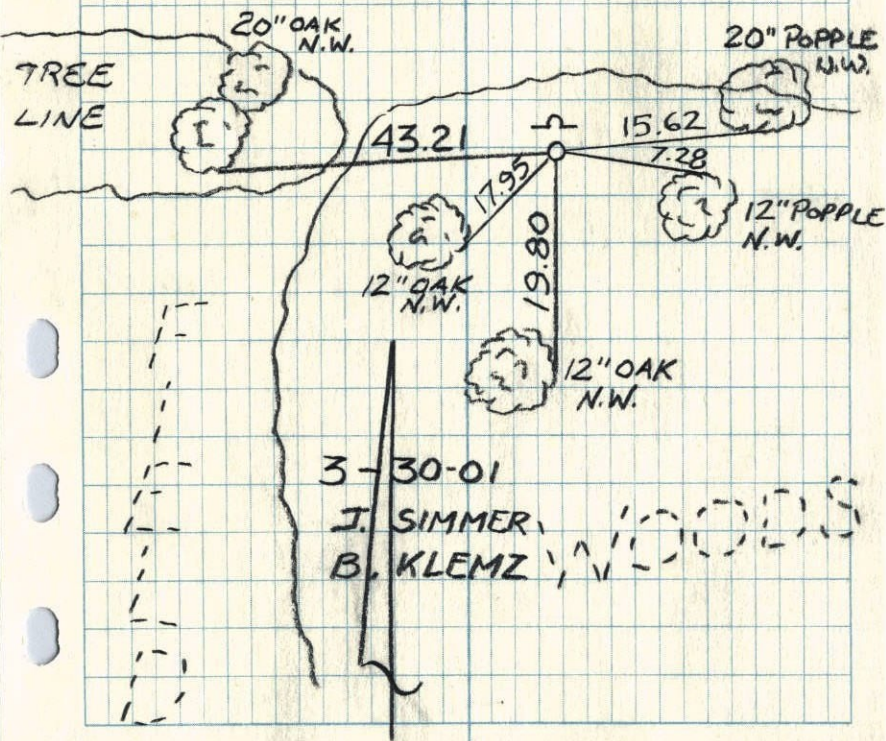 20" OAK
N.W.
20" POPPLE
N.W.
TREE
LINE
43.21
15.62
7.28
17.95
12" POPPLE
N.W.
19.80
12" OAK
N.W.
12" OAK
N.W.
3-30-01
J. SIMMER
B. KLEMZ
WOODS
FIELD